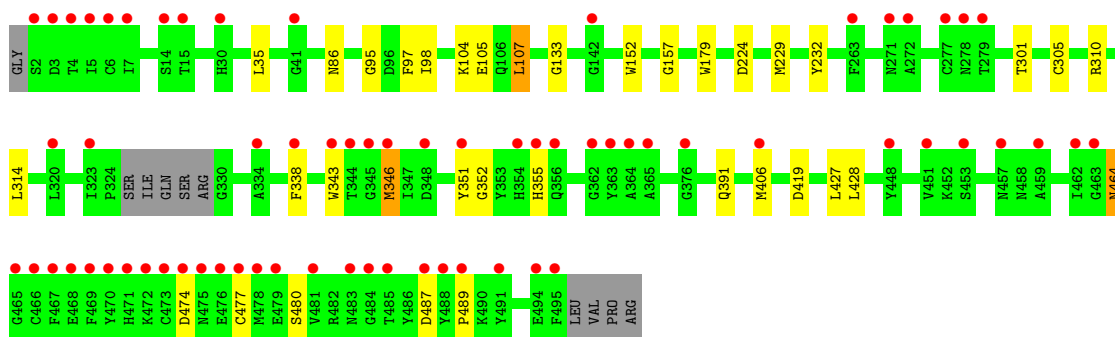 GLY S2 D3 T4 I5 C6 I7 S14 T15 H30 L35 G41 N86 G95 D96 F97 I98 K104 E105 Q106 L107 G133 G142 W152 G157 W179 D224 M229 Y232 F263 N271 A272 C277 N278 T279 T301 C305 R310
L314 L320 I323 P324 SER ILE GLN SER ARG G330 A334 F338 W343 T344 G345 M346 I347 D348 Y351 G352 Y353 H354 H355 Q356 G362 Y363 A364 A365 G376 Q391 M406 D419 L427 L428 Y448 V451 K452 S453 N457 N458 A459 I462 G463 N464
G465 C466 F467 E468 F469 Y470 H471 K472 C473 D474 N475 E476 C477 M478 E479 S480 V481 R482 N483 G484 T485 Y486 D487 Y488 P489 K490 Y491 E494 F495 LEU VAL PRO ARG